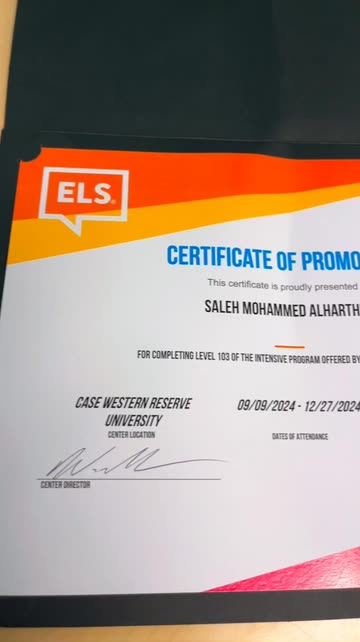 ELS®
CERTIFICATE OF PROMO
This certificate is proudly presented
SALEH MOHAMMED ALHARTH
FOR COMPLETING LEVEL 103 OF THE INTENSIVE PROGRAM OFFERED BY
CASE WESTERN RESERVE
UNIVERSITY
CENTER LOCATION
09/09/2024 - 12/27/2024
DATES OF ATTENDANCE
CENTER DIRECTOR